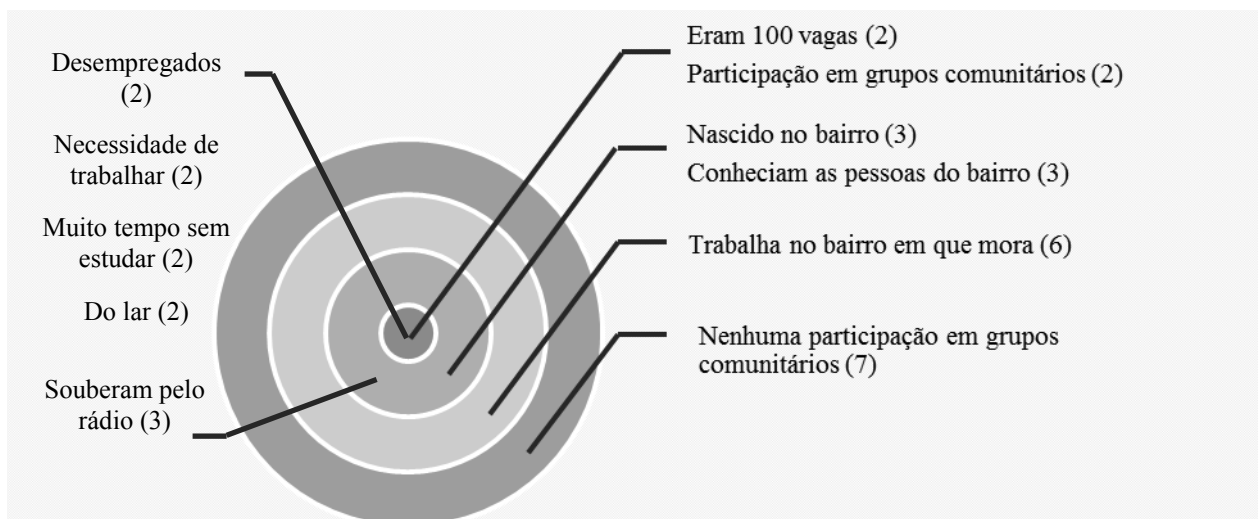 Desempregados
(2)
Necessidade de
trabalhar (2)
Muito tempo sem
estudar (2)
Do lar (2)
Souberam pelo
rádio (3)
Eram 100 vagas (2)
Participação em grupos comunitários (2)
Nascido no bairro (3)
Conheciam as pessoas do bairro (3)
Trabalha no bairro em que mora (6)
Nenhuma participação em grupos
comunitários (7)